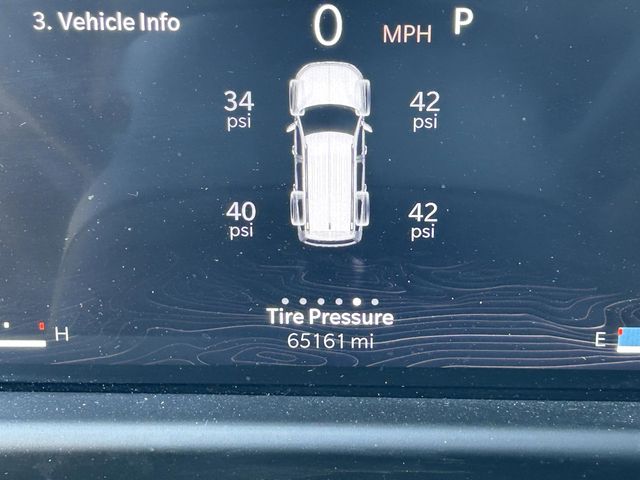 3. Vehicle Info
0 MPH P
34 psi
42 psi
40 psi
42 psi
Tire Pressure
65161 mi
H
E